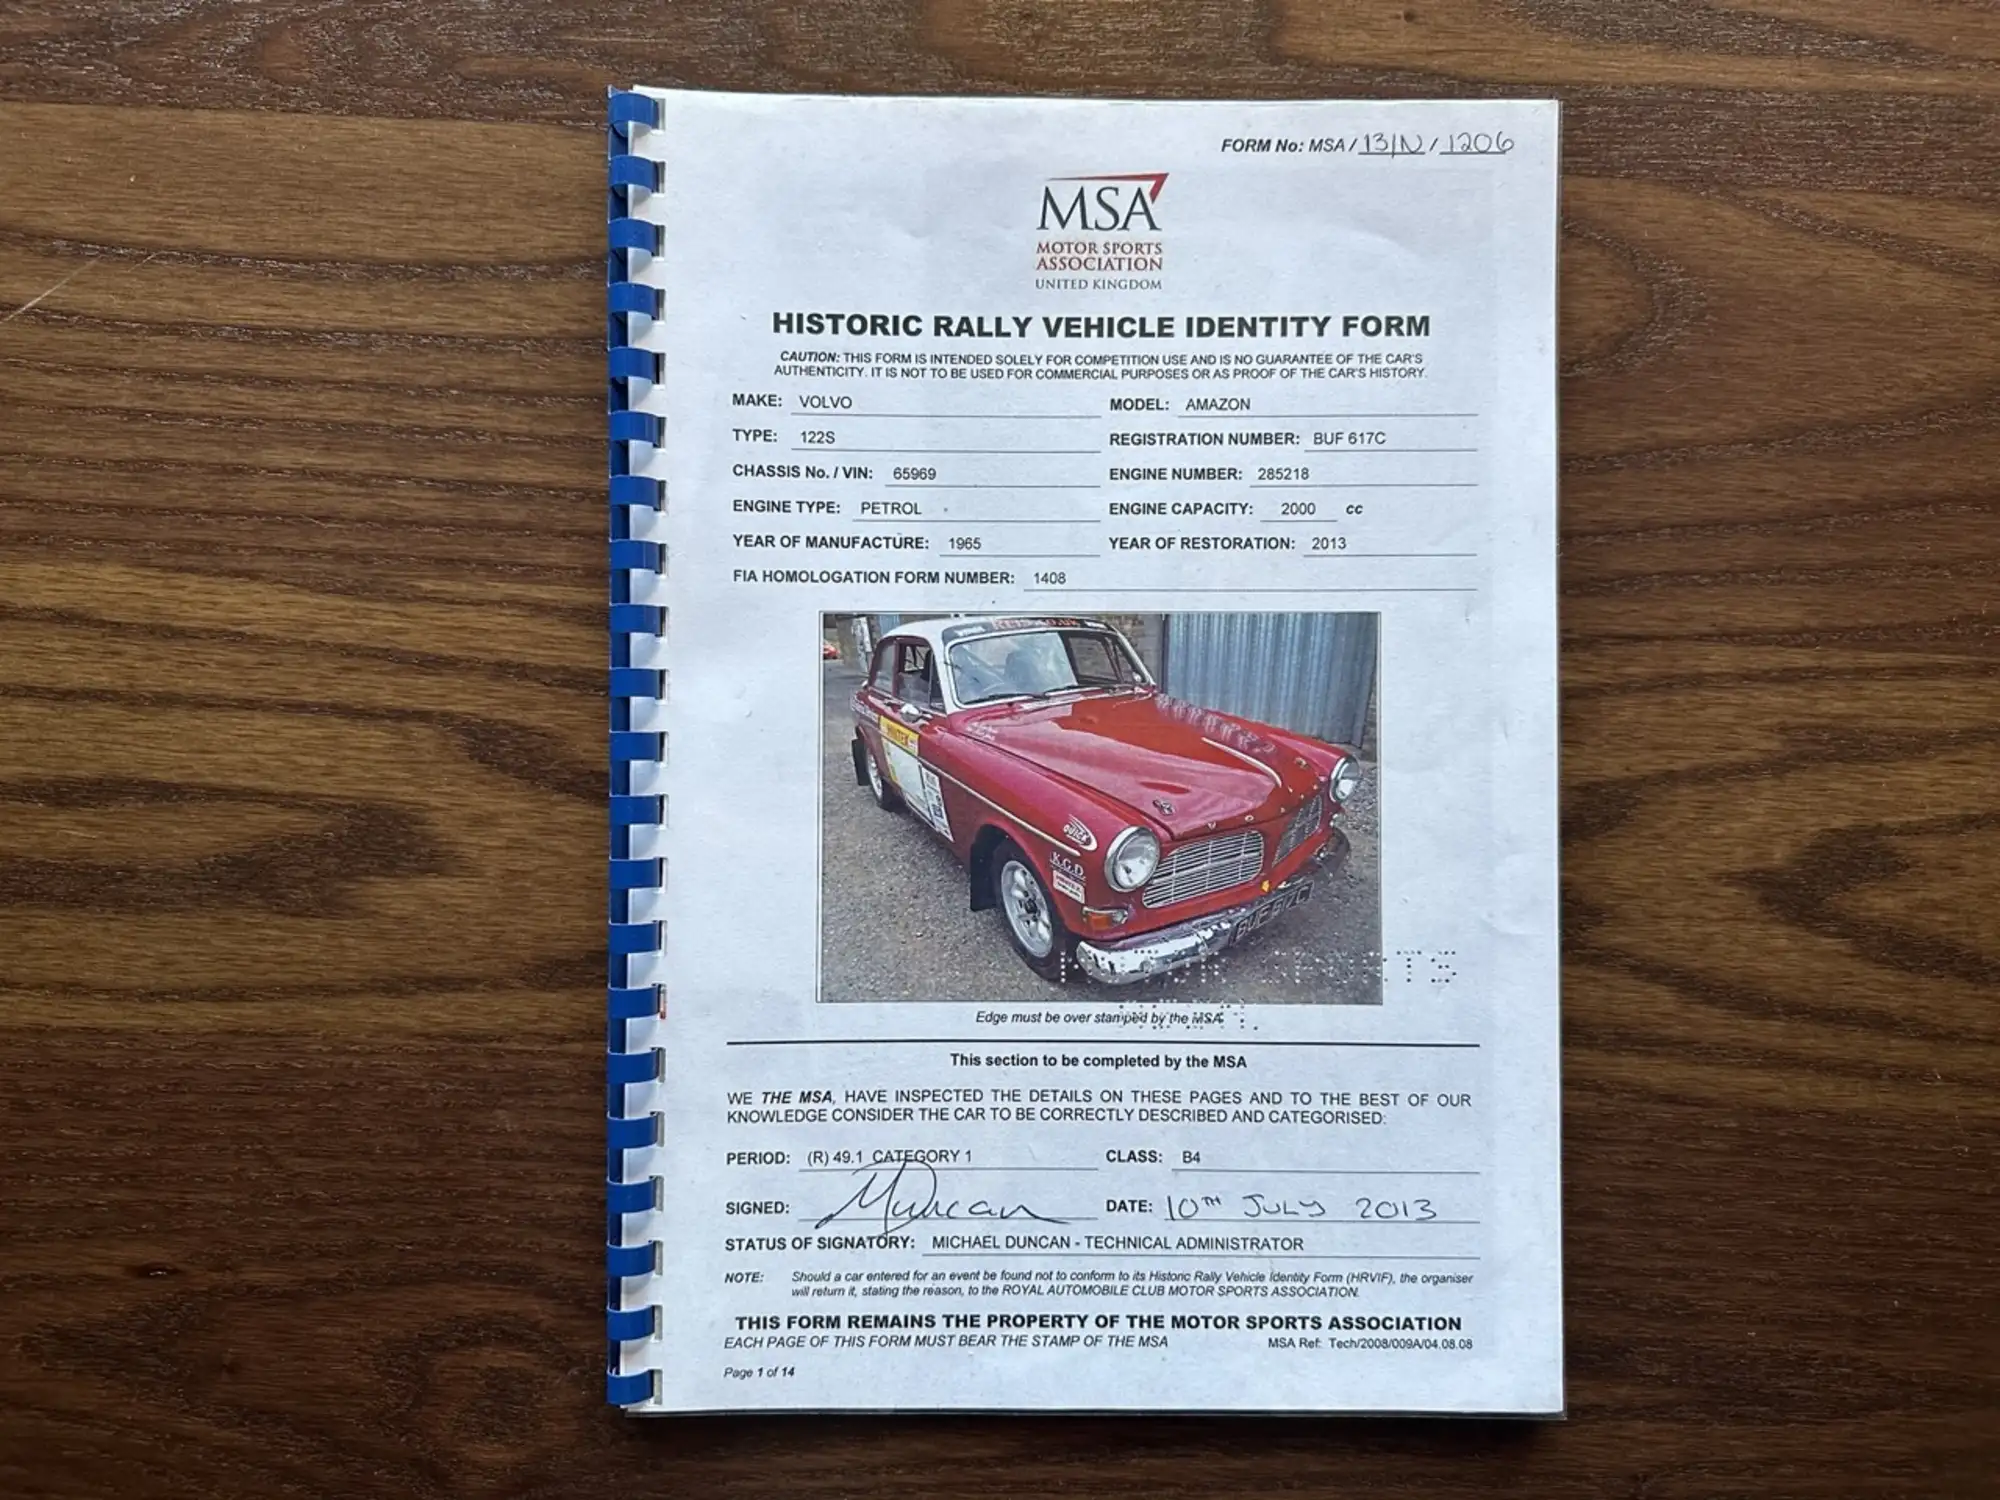 FORM No: MSA / 13/N / 1206
MSA
MOTOR SPORTS
ASSOCIATION
UNITED KINGDOM
HISTORIC RALLY VEHICLE IDENTITY FORM
CAUTION: THIS FORM IS INTENDED SOLELY FOR COMPETITION USE AND IS NO GUARANTEE OF THE CAR'S
AUTHENTICITY. IT IS NOT TO BE USED FOR COMMERCIAL PURPOSES OR AS PROOF OF THE CAR'S HISTORY.
MAKE: VOLVO MODEL: AMAZON
TYPE: 122S REGISTRATION NUMBER: BUF 617C
CHASSIS No. / VIN: 65969 ENGINE NUMBER: 285218
ENGINE TYPE: PETROL ENGINE CAPACITY: 2000 cc
YEAR OF MANUFACTURE: 1965 YEAR OF RESTORATION: 2013
FIA HOMOLOGATION FORM NUMBER: 1408
QUICK
K.G.D.
VOLVO
BUF 617C
SPORTS
Edge must be over stamped by the MSA
This section to be completed by the MSA
WE THE MSA, HAVE INSPECTED THE DETAILS ON THESE PAGES AND TO THE BEST OF OUR
KNOWLEDGE CONSIDER THE CAR TO BE CORRECTLY DESCRIBED AND CATEGORISED:
PERIOD: (R) 49.1 CATEGORY 1 CLASS: B4
SIGNED: MDuncan DATE: 10TH JULY 2013
STATUS OF SIGNATORY: MICHAEL DUNCAN - TECHNICAL ADMINISTRATOR
NOTE: Should a car entered for an event be found not to conform to its Historic Rally Vehicle Identity Form (HRVIF), the organiser
will return it, stating the reason, to the ROYAL AUTOMOBILE CLUB MOTOR SPORTS ASSOCIATION.
THIS FORM REMAINS THE PROPERTY OF THE MOTOR SPORTS ASSOCIATION
EACH PAGE OF THIS FORM MUST BEAR THE STAMP OF THE MSA MSA Ref: Tech/2008/009A/04.08.08
Page 1 of 14